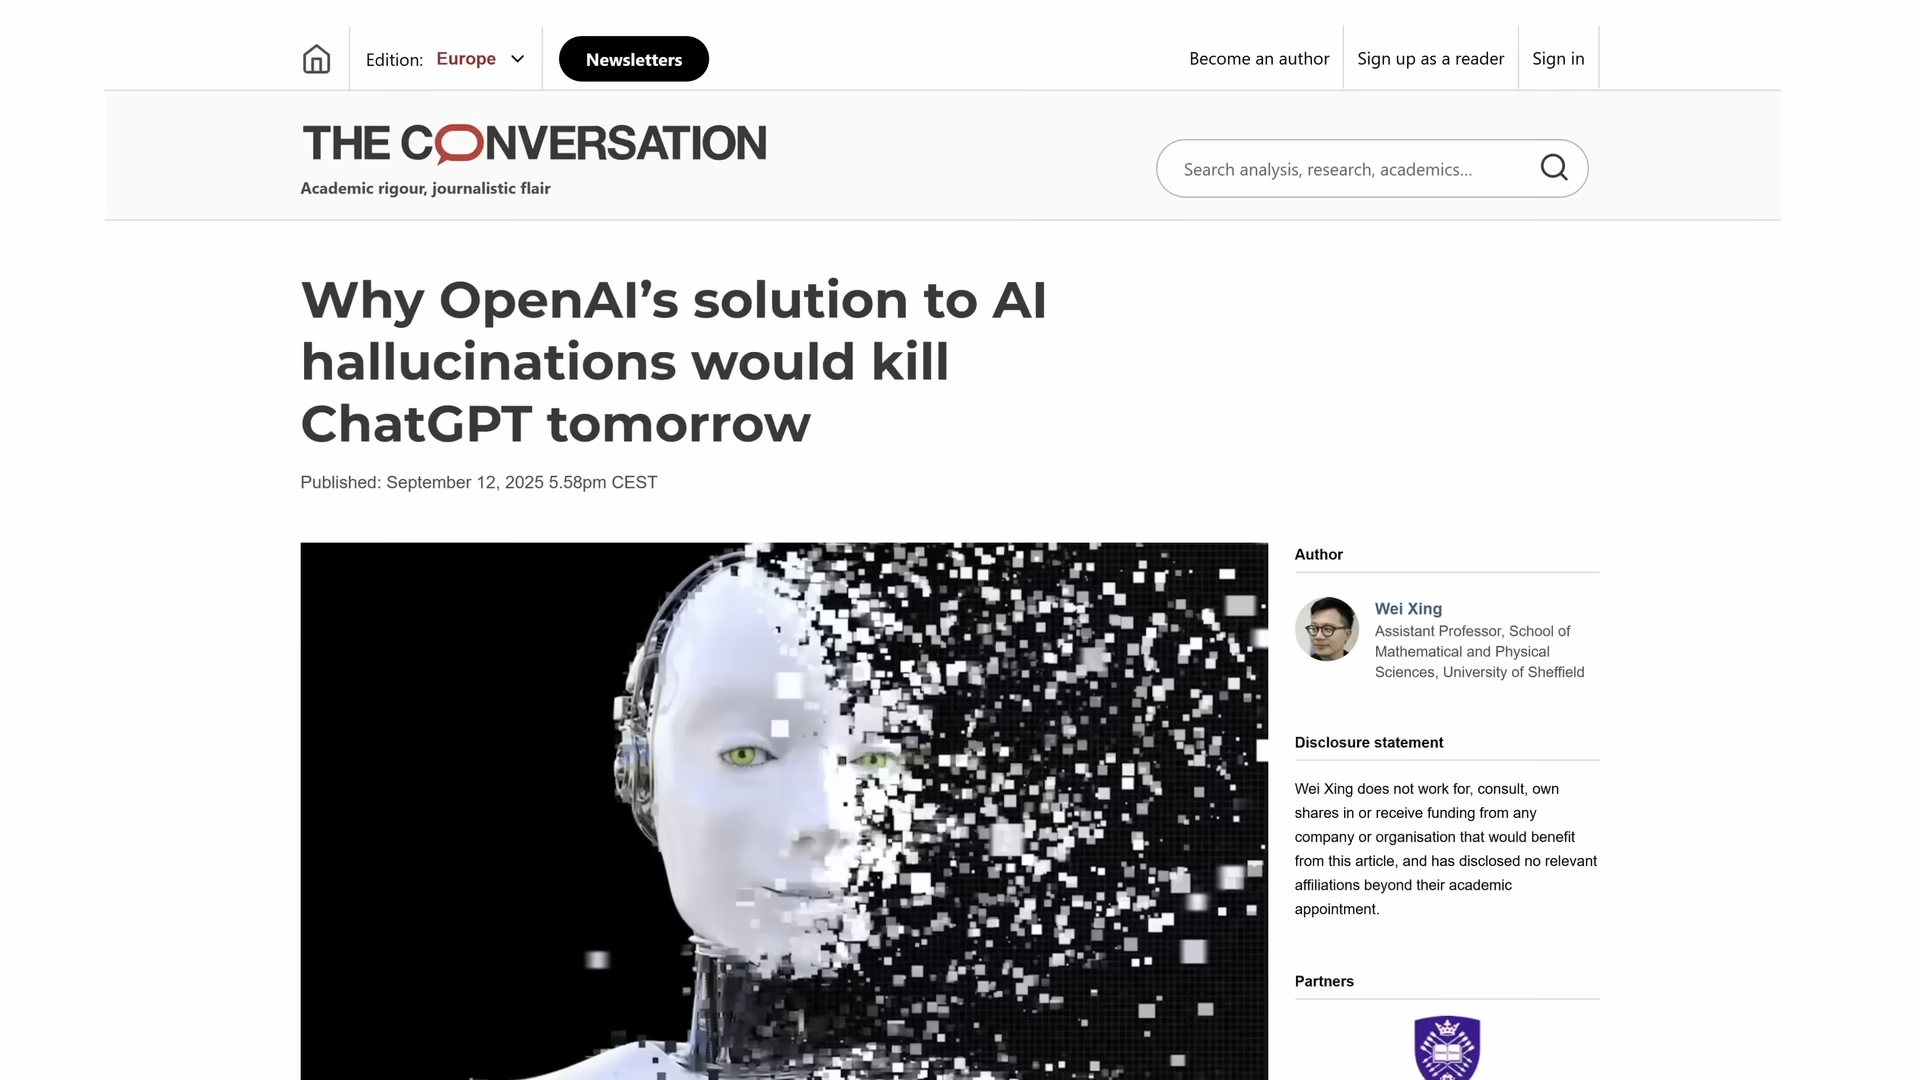 Edition: Europe
Newsletters
Become an author
Sign up as a reader
Sign in
THE CONVERSATION
Academic rigour, journalistic flair
Search analysis, research, academics...
Why OpenAI’s solution to AI
hallucinations would kill
ChatGPT tomorrow
Published: September 12, 2025 5.58pm CEST
Author
Wei Xing
Assistant Professor, School of
Mathematical and Physical
Sciences, University of Sheffield
Disclosure statement
Wei Xing does not work for, consult, own
shares in or receive funding from any
company or organisation that would benefit
from this article, and has disclosed no relevant
affiliations beyond their academic
appointment.
Partners